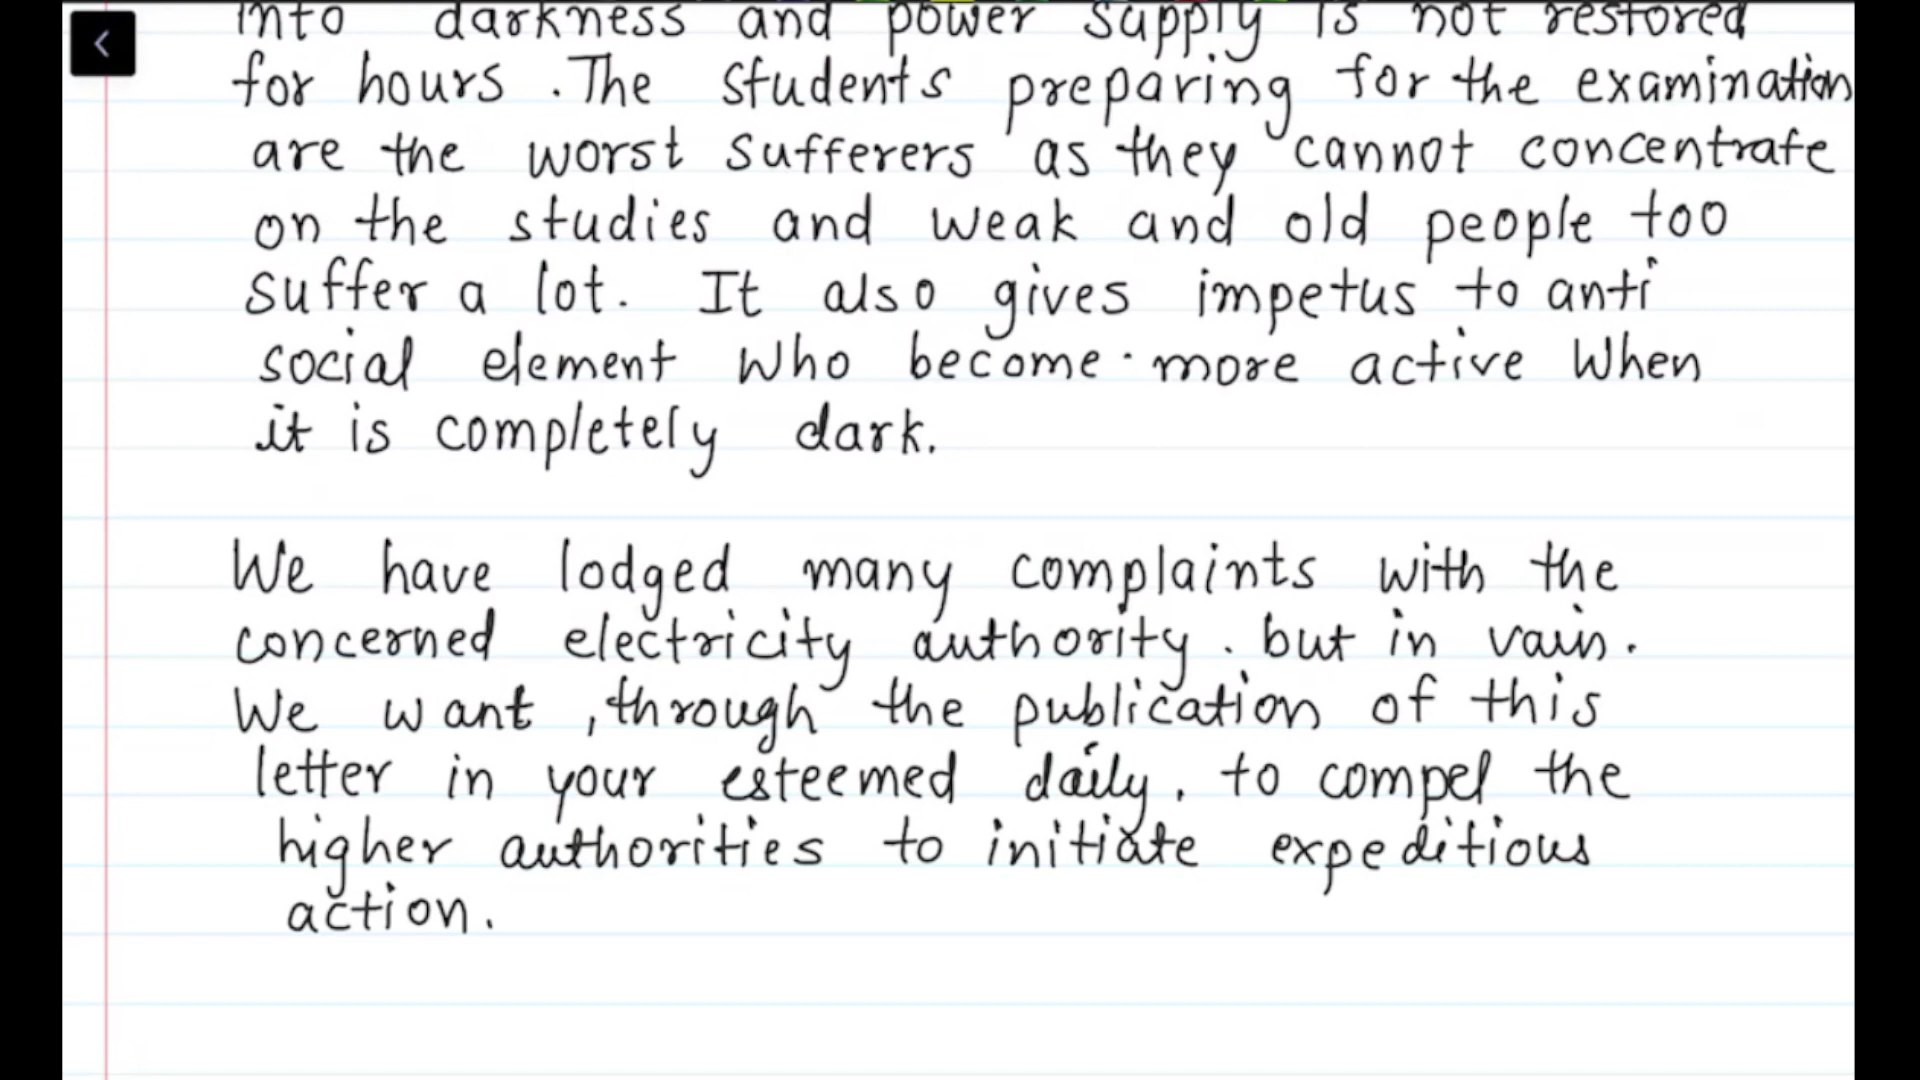 into darkness and power supply is not restored
for hours . The students preparing for the examination
are the worst sufferers as they cannot concentrate
on the studies and weak and old people too
suffer a lot. It also gives impetus to anti
social element who become · more active when
it is completely dark.
We have lodged many complaints with the
concerned electricity authority . but in vain.
We want , through the publication of this
letter in your esteemed daily. to compel the
higher authorities to initiate expeditious
action.